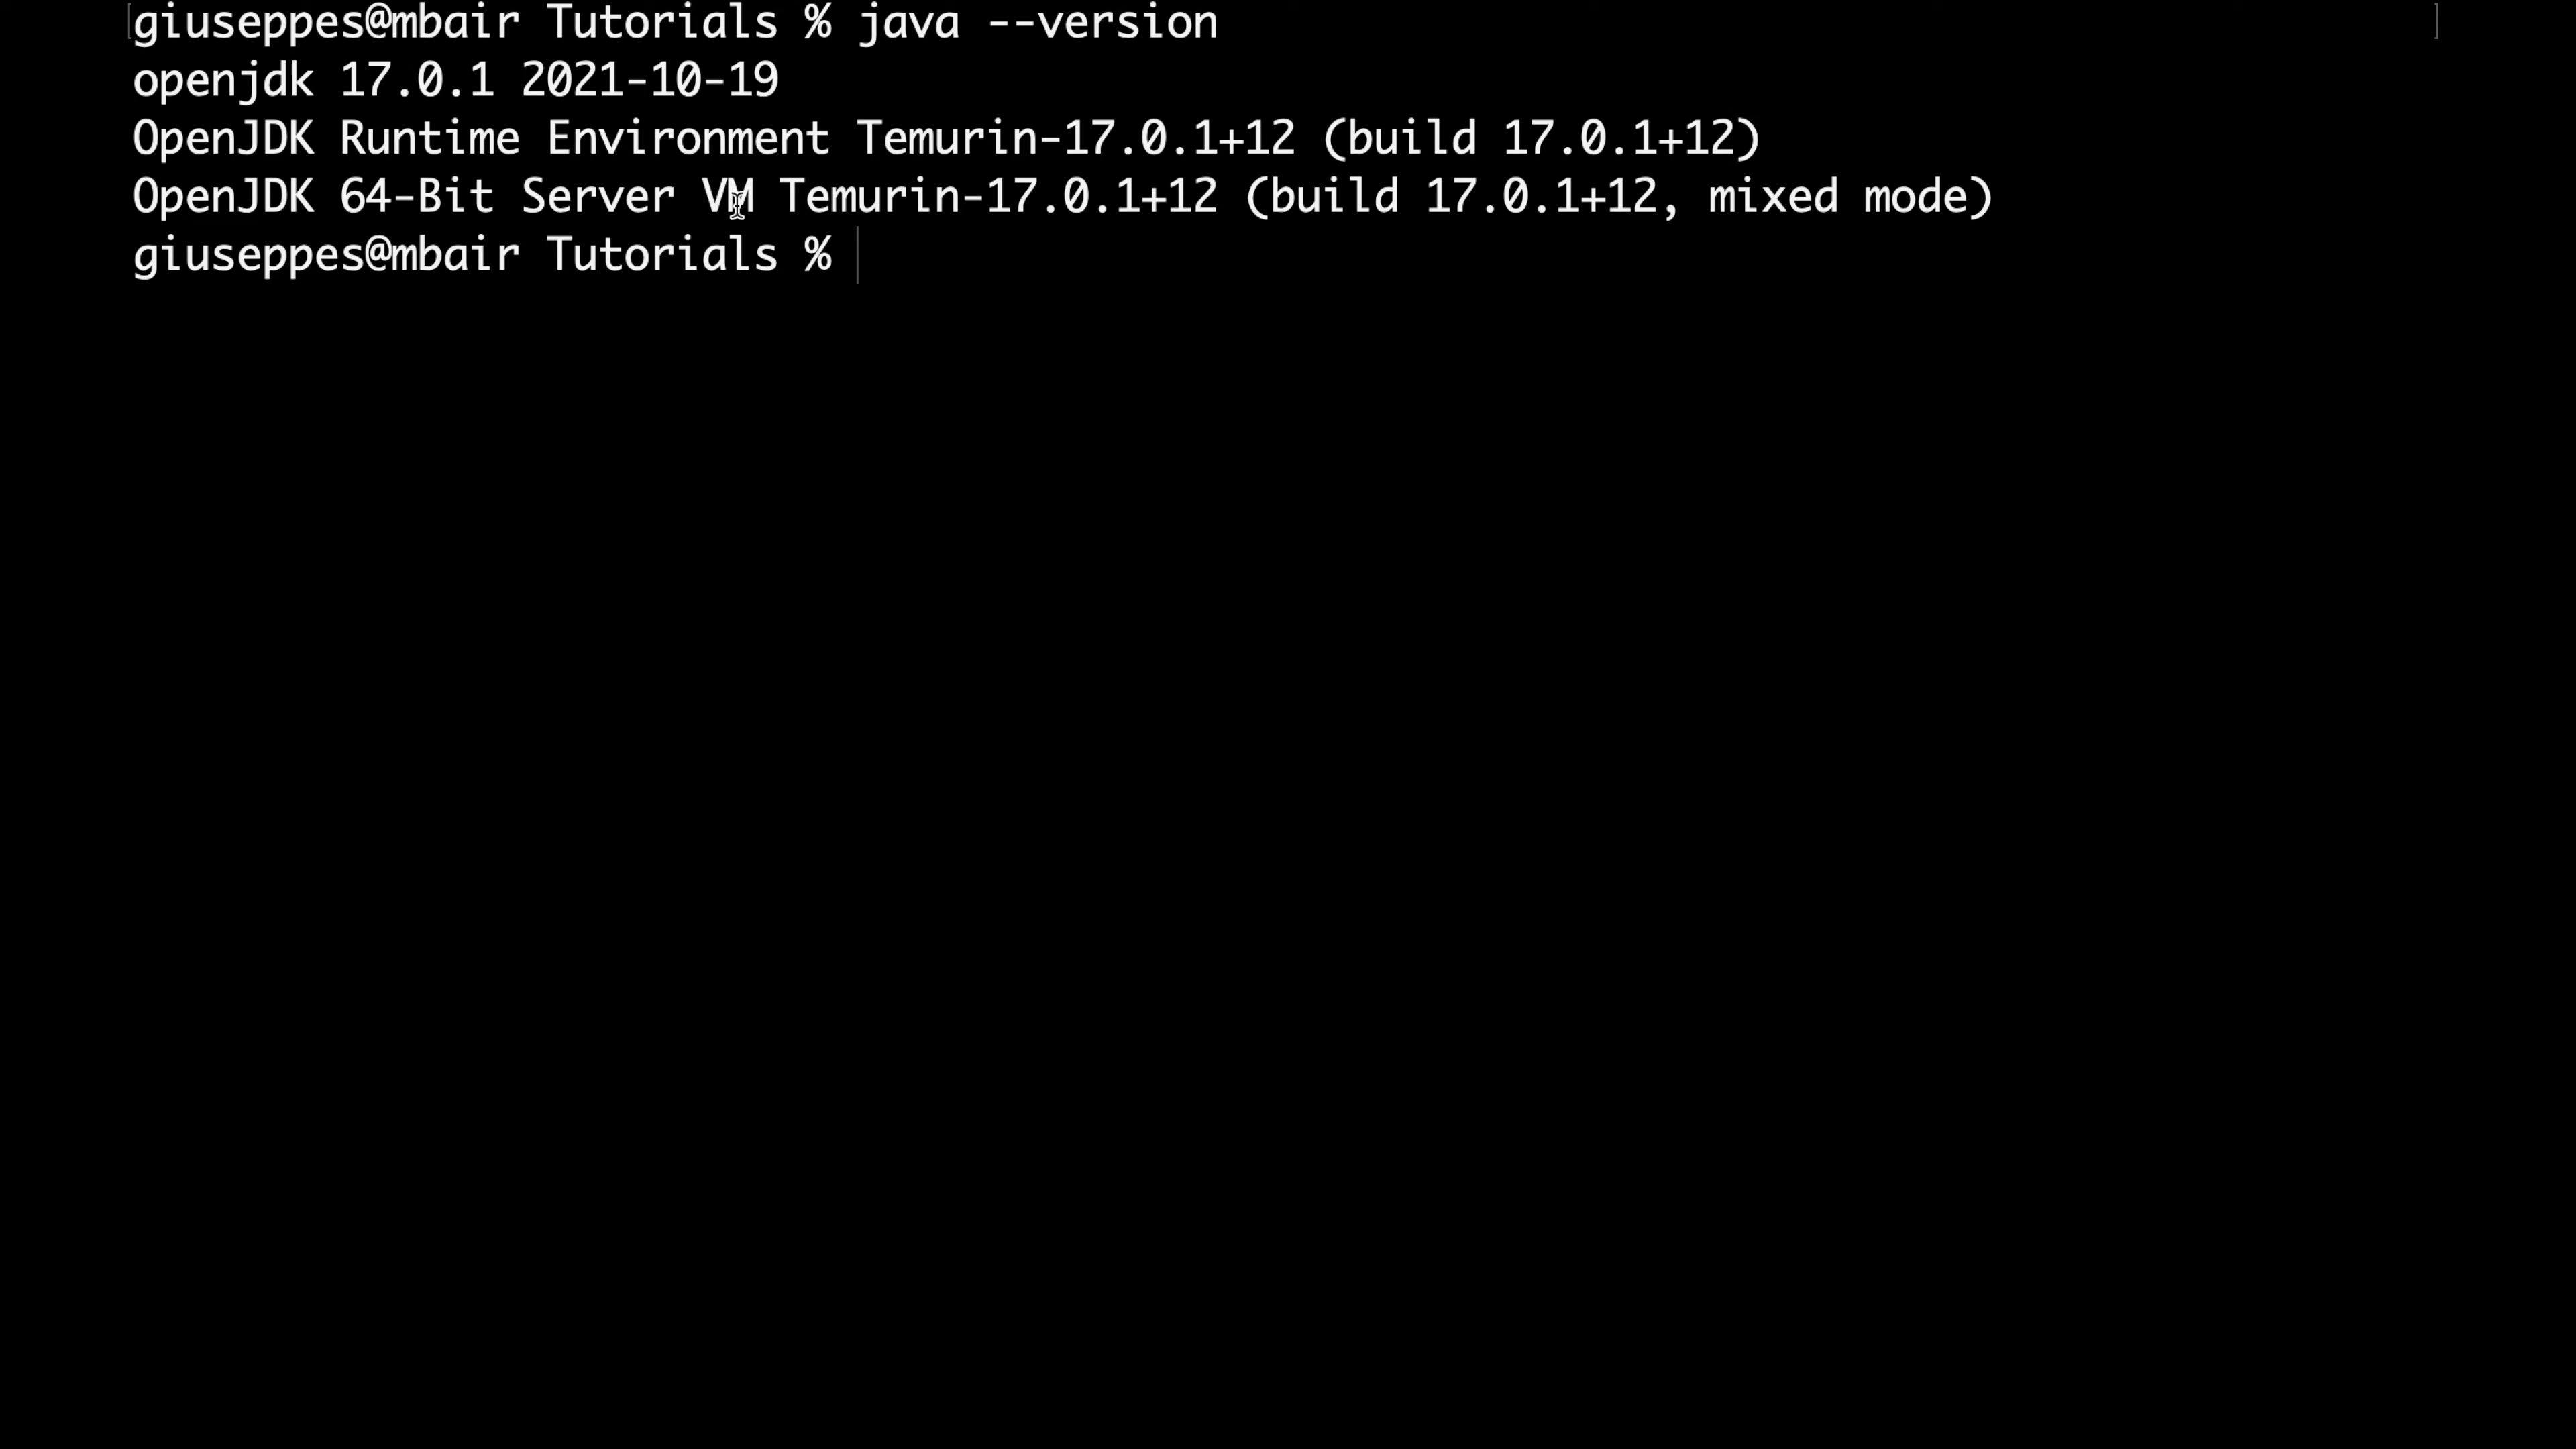 [giuseppes@mbair Tutorials % java --version ]
openjdk 17.0.1 2021-10-19
OpenJDK Runtime Environment Temurin-17.0.1+12 (build 17.0.1+12)
OpenJDK 64-Bit Server VM Temurin-17.0.1+12 (build 17.0.1+12, mixed mode)
giuseppes@mbair Tutorials %